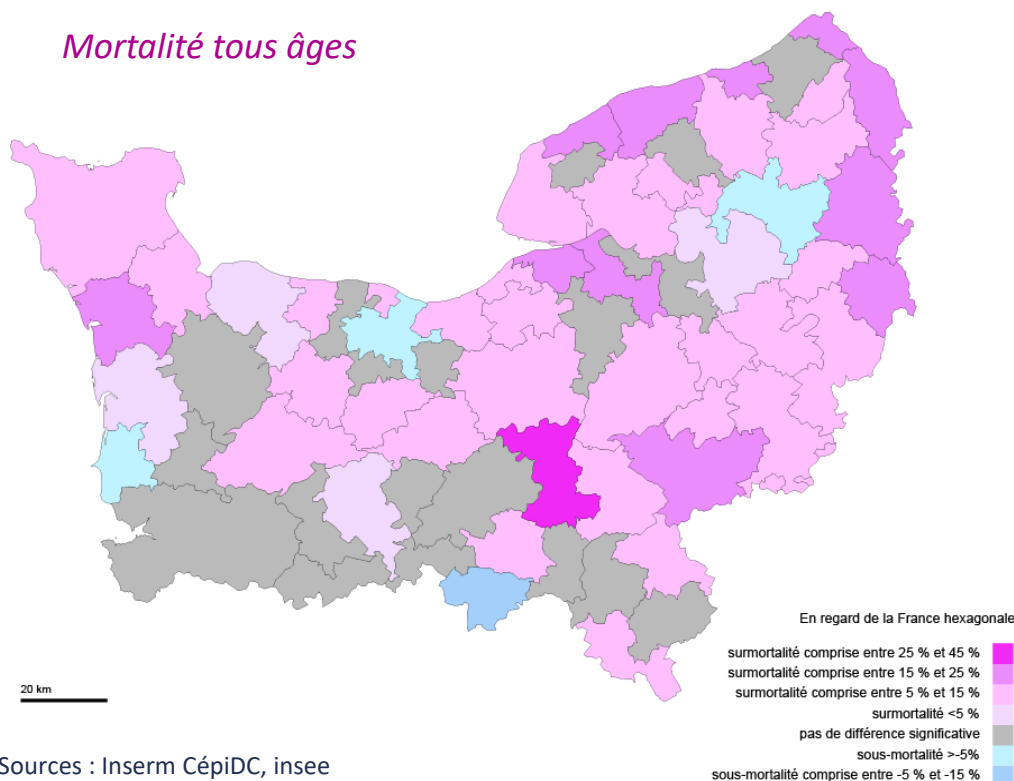 Mortalité tous âges
En regard de la France hexagonale
surmortalité comprise entre 25 % et 45 %
surmortalité comprise entre 15 % et 25 %
surmortalité comprise entre 5 % et 15 %
surmortalité <5 %
pas de différence significative
sous-mortalité >-5%
sous-mortalité comprise entre -5 % et -15 %
20 km
Sources : Inserm CépiDC, insee